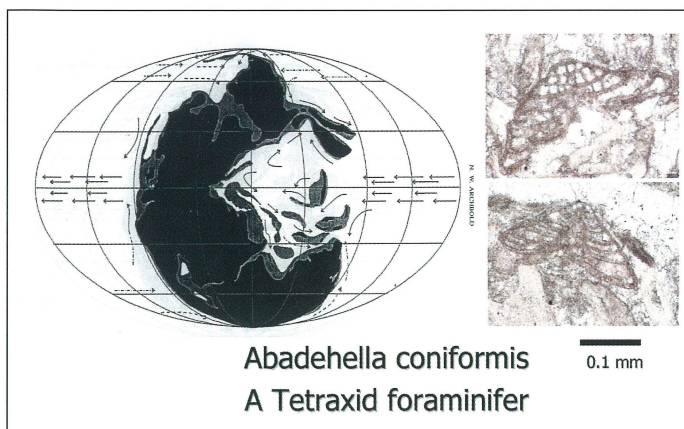 N. W. ARCHBOLD
Abadehella coniformis
0.1 mm
A Tetraxid foraminifer